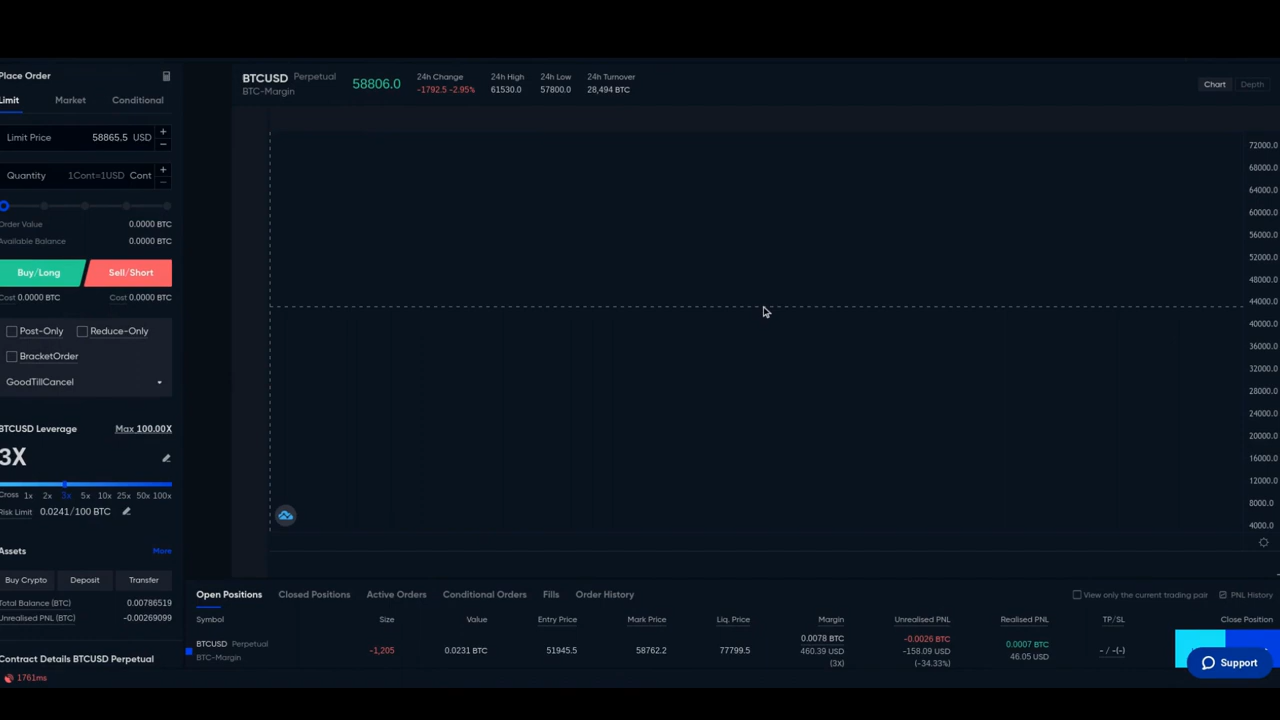 Place Order
Limit Market Conditional
Limit Price 58865.5 USD + −
Quantity 1Cont=1USD Cont + −
Order Value 0.0000 BTC
Available Balance 0.0000 BTC
Buy/Long Sell/Short
Cost 0.0000 BTC Cost 0.0000 BTC
Post-Only Reduce-Only
BracketOrder
GoodTillCancel
BTCUSD Leverage Max 100.00X
3X
Cross 1x 2x 3x 5x 10x 25x 50x 100x
Risk Limit 0.0241/100 BTC
Assets More
Buy Crypto Deposit Transfer
Total Balance (BTC) 0.00786519
Unrealised PNL (BTC) -0.00269099
Contract Details BTCUSD Perpetual
1761ms
BTCUSD Perpetual
BTC-Margin
58806.0
24h Change
-1792.5 -2.95%
24h High
61530.0
24h Low
57800.0
24h Turnover
28,494 BTC
Chart Depth
72000.0
68000.0
64000.0
60000.0
56000.0
52000.0
48000.0
44000.0
40000.0
36000.0
32000.0
28000.0
24000.0
20000.0
16000.0
12000.0
8000.0
4000.0
Open Positions Closed Positions Active Orders Conditional Orders Fills Order History
View only the current trading pair PNL History
Symbol Size Value Entry Price Mark Price Liq. Price Margin Unrealised PNL Realised PNL TP/SL Close Position
BTCUSD Perpetual
BTC-Margin
-1,205 0.0231 BTC 51945.5 58762.2 77799.5
0.0078 BTC
460.39 USD
(3X)
-0.0026 BTC
-158.09 USD
(-34.33%)
0.0007 BTC
46.05 USD
- / -(-)
Support